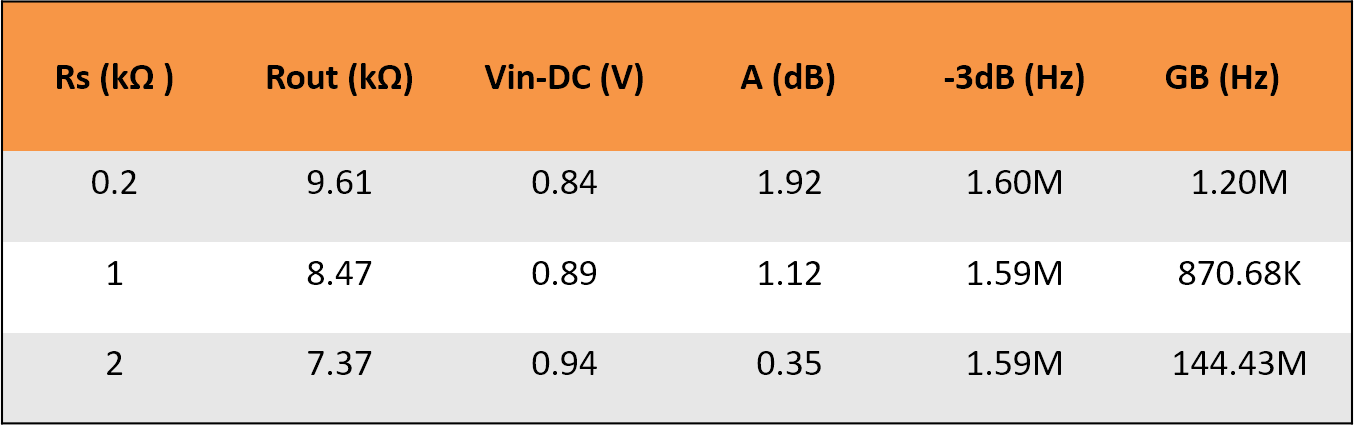 Rs (kΩ ) Rout (kΩ) Vin-DC (V) A (dB) -3dB (Hz) GB (Hz)
0.2 9.61 0.84 1.92 1.60M 1.20M
1 8.47 0.89 1.12 1.59M 870.68K
2 7.37 0.94 0.35 1.59M 144.43M